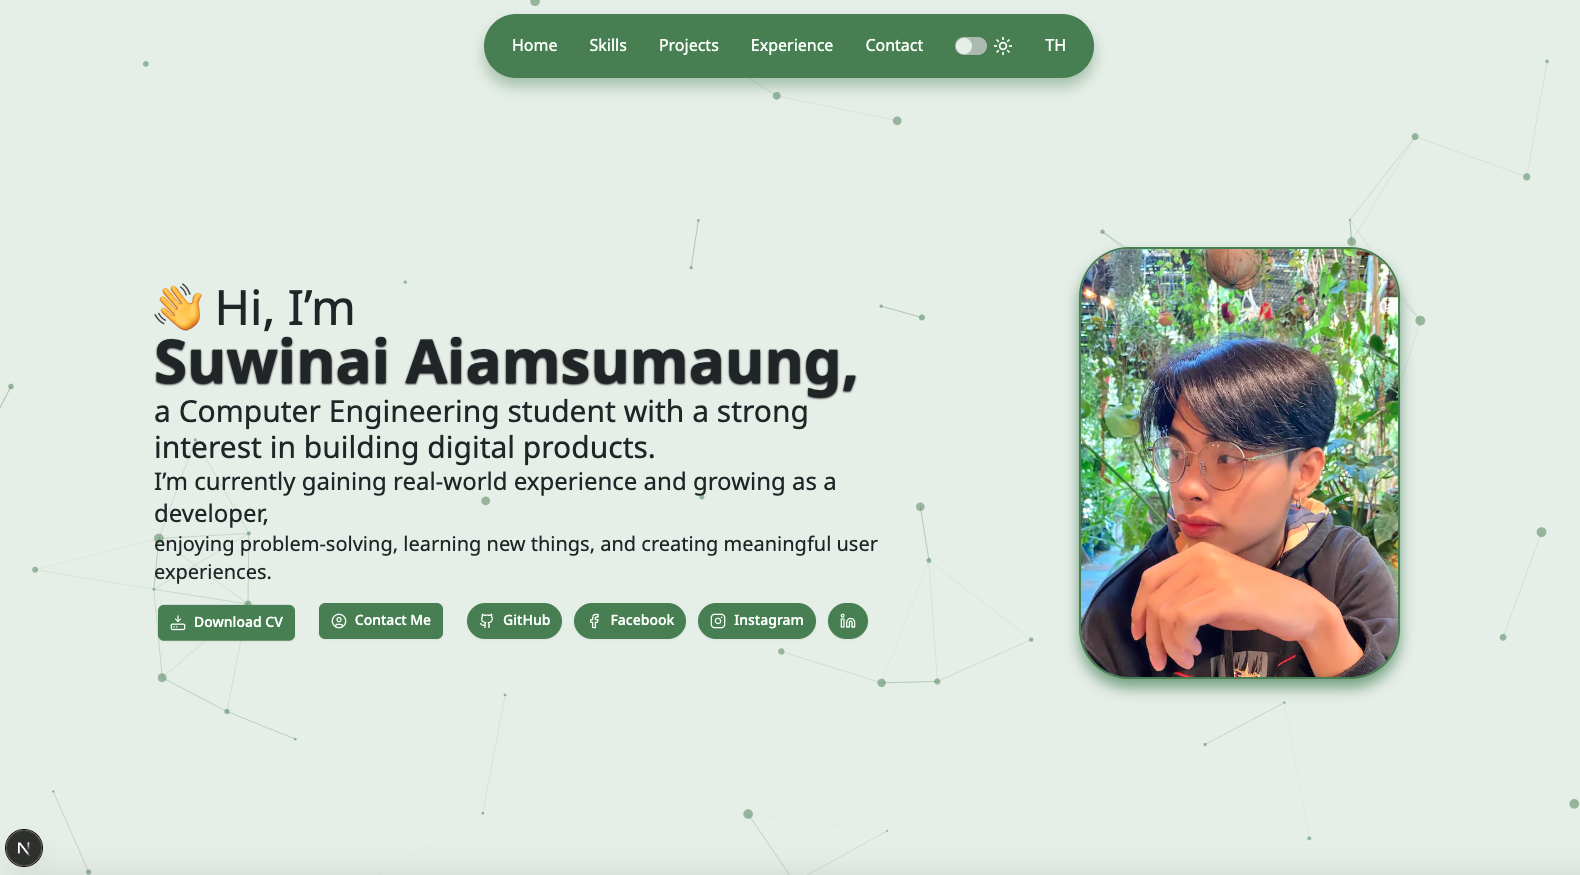 Home Skills Projects Experience Contact TH
👋 Hi, I’m
Suwinai Aiamsumaung,
a Computer Engineering student with a strong
interest in building digital products.
I’m currently gaining real-world experience and growing as a
developer,
enjoying problem-solving, learning new things, and creating meaningful user
experiences.
Download CV Contact Me GitHub Facebook Instagram in
N